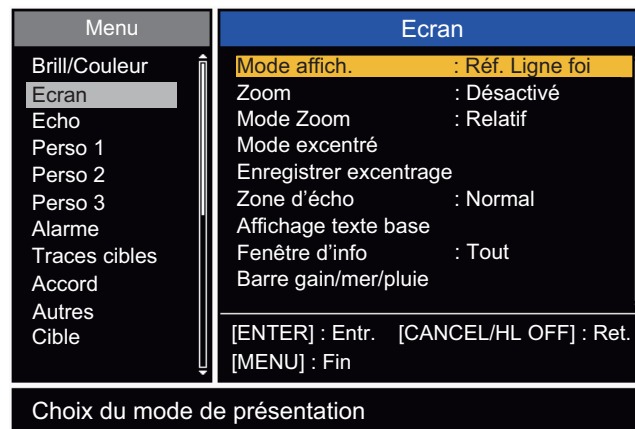 Menu
Brill/Couleur
Ecran
Echo
Perso 1
Perso 2
Perso 3
Alarme
Traces cibles
Accord
Autres
Cible
Ecran
Mode affich. : Réf. Ligne foi
Zoom : Désactivé
Mode Zoom : Relatif
Mode excentré
Enregistrer excentrage
Zone d’écho : Normal
Affichage texte base
Fenêtre d’info : Tout
Barre gain/mer/pluie
[ENTER] : Entr. [CANCEL/HL OFF] : Ret.
[MENU] : Fin
Choix du mode de présentation